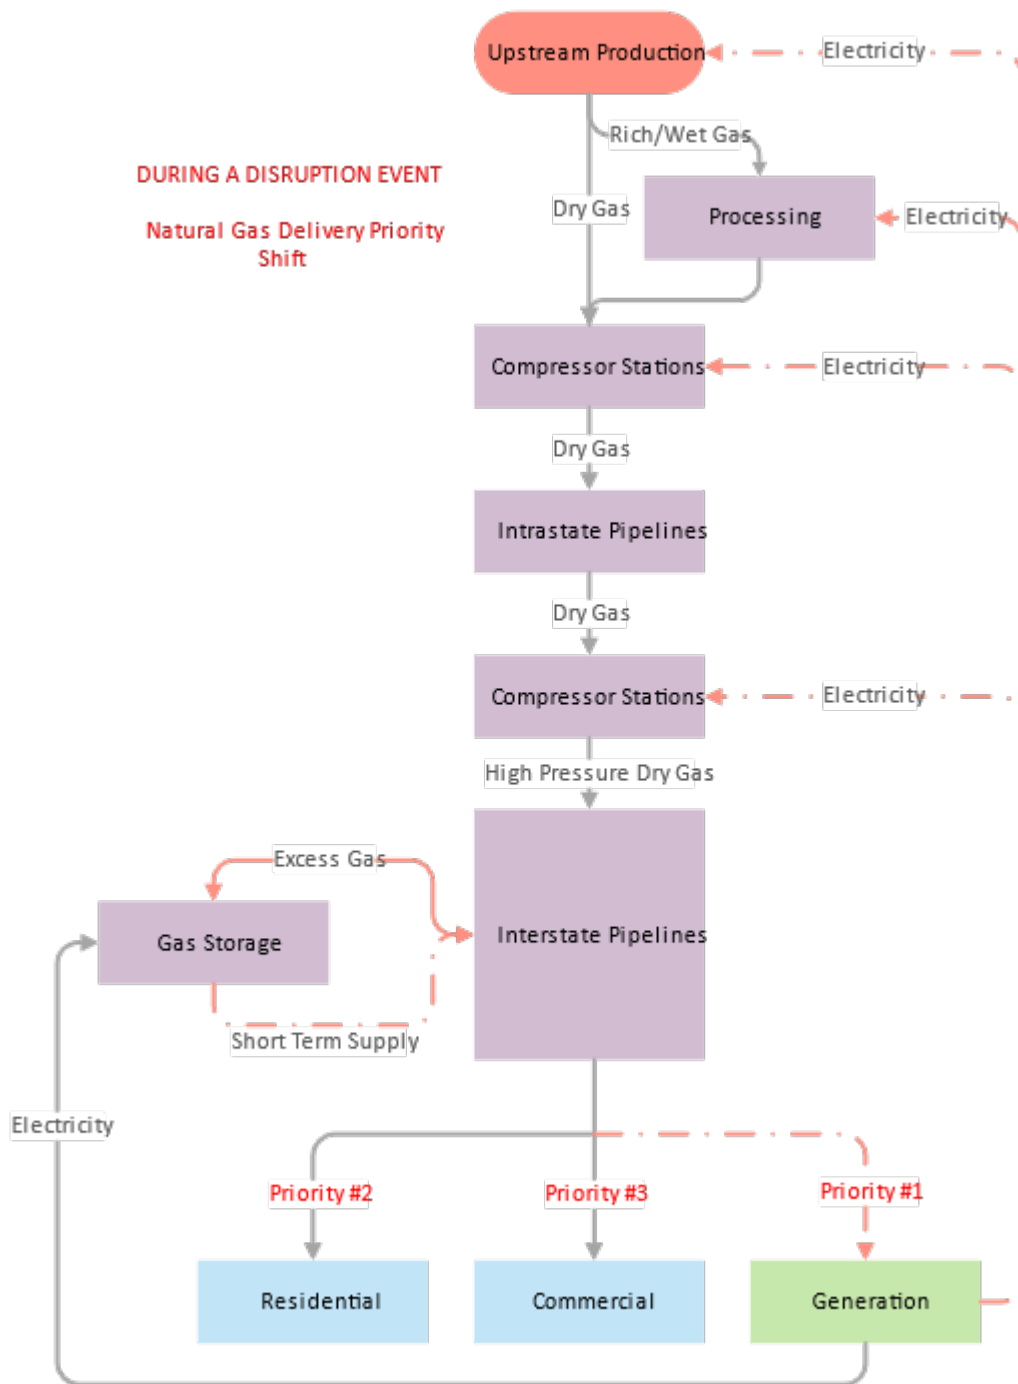 Upstream Production
Electricity
Rich/Wet Gas
DURING A DISRUPTION EVENT
Natural Gas Delivery Priority
Shift
Dry Gas
Processing
Electricity
Compressor Stations
Electricity
Dry Gas
Intrastate Pipelines
Dry Gas
Compressor Stations
Electricity
High Pressure Dry Gas
Excess Gas
Gas Storage
Interstate Pipelines
Short Term Supply
Electricity
Priority #2
Priority #3
Priority #1
Residential
Commercial
Generation